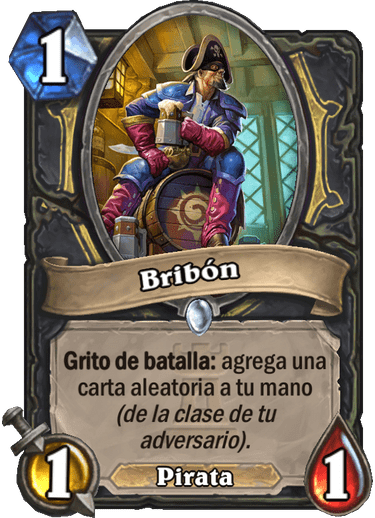 1
Bribón
Grito de batalla: agrega una
carta aleatoria a tu mano
(de la clase de tu
adversario).
1
Pirata
1